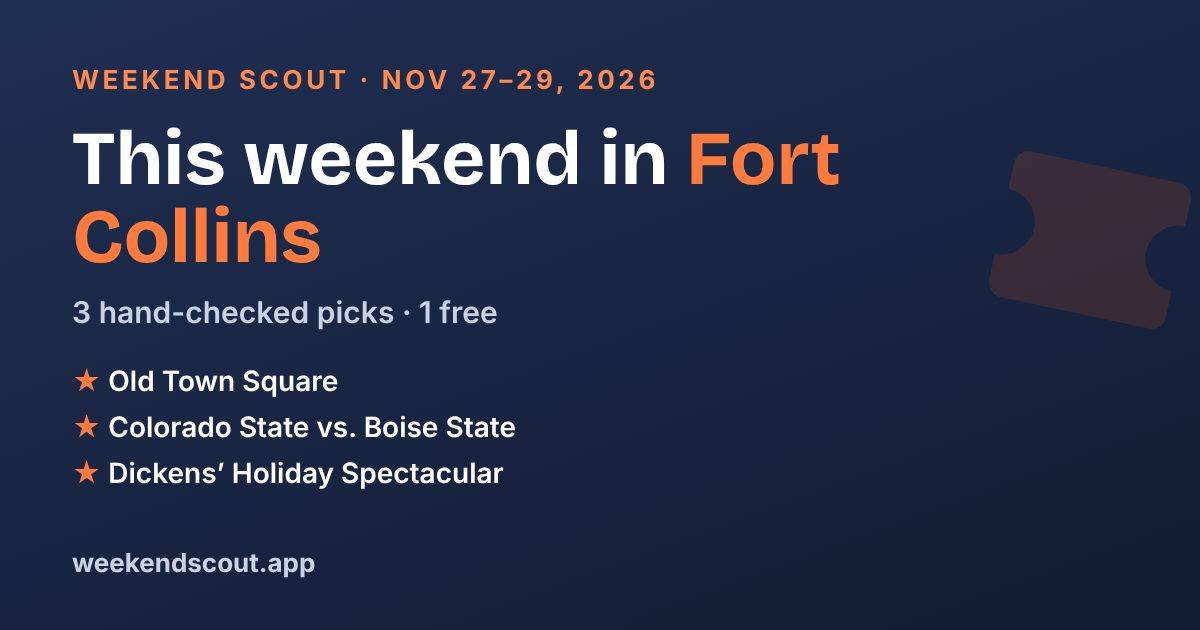 WEEKEND SCOUT · NOV 27–29, 2026
This weekend in Fort
Collins
3 hand-checked picks · 1 free
★ Old Town Square
★ Colorado State vs. Boise State
★ Dickens’ Holiday Spectacular
weekendscout.app